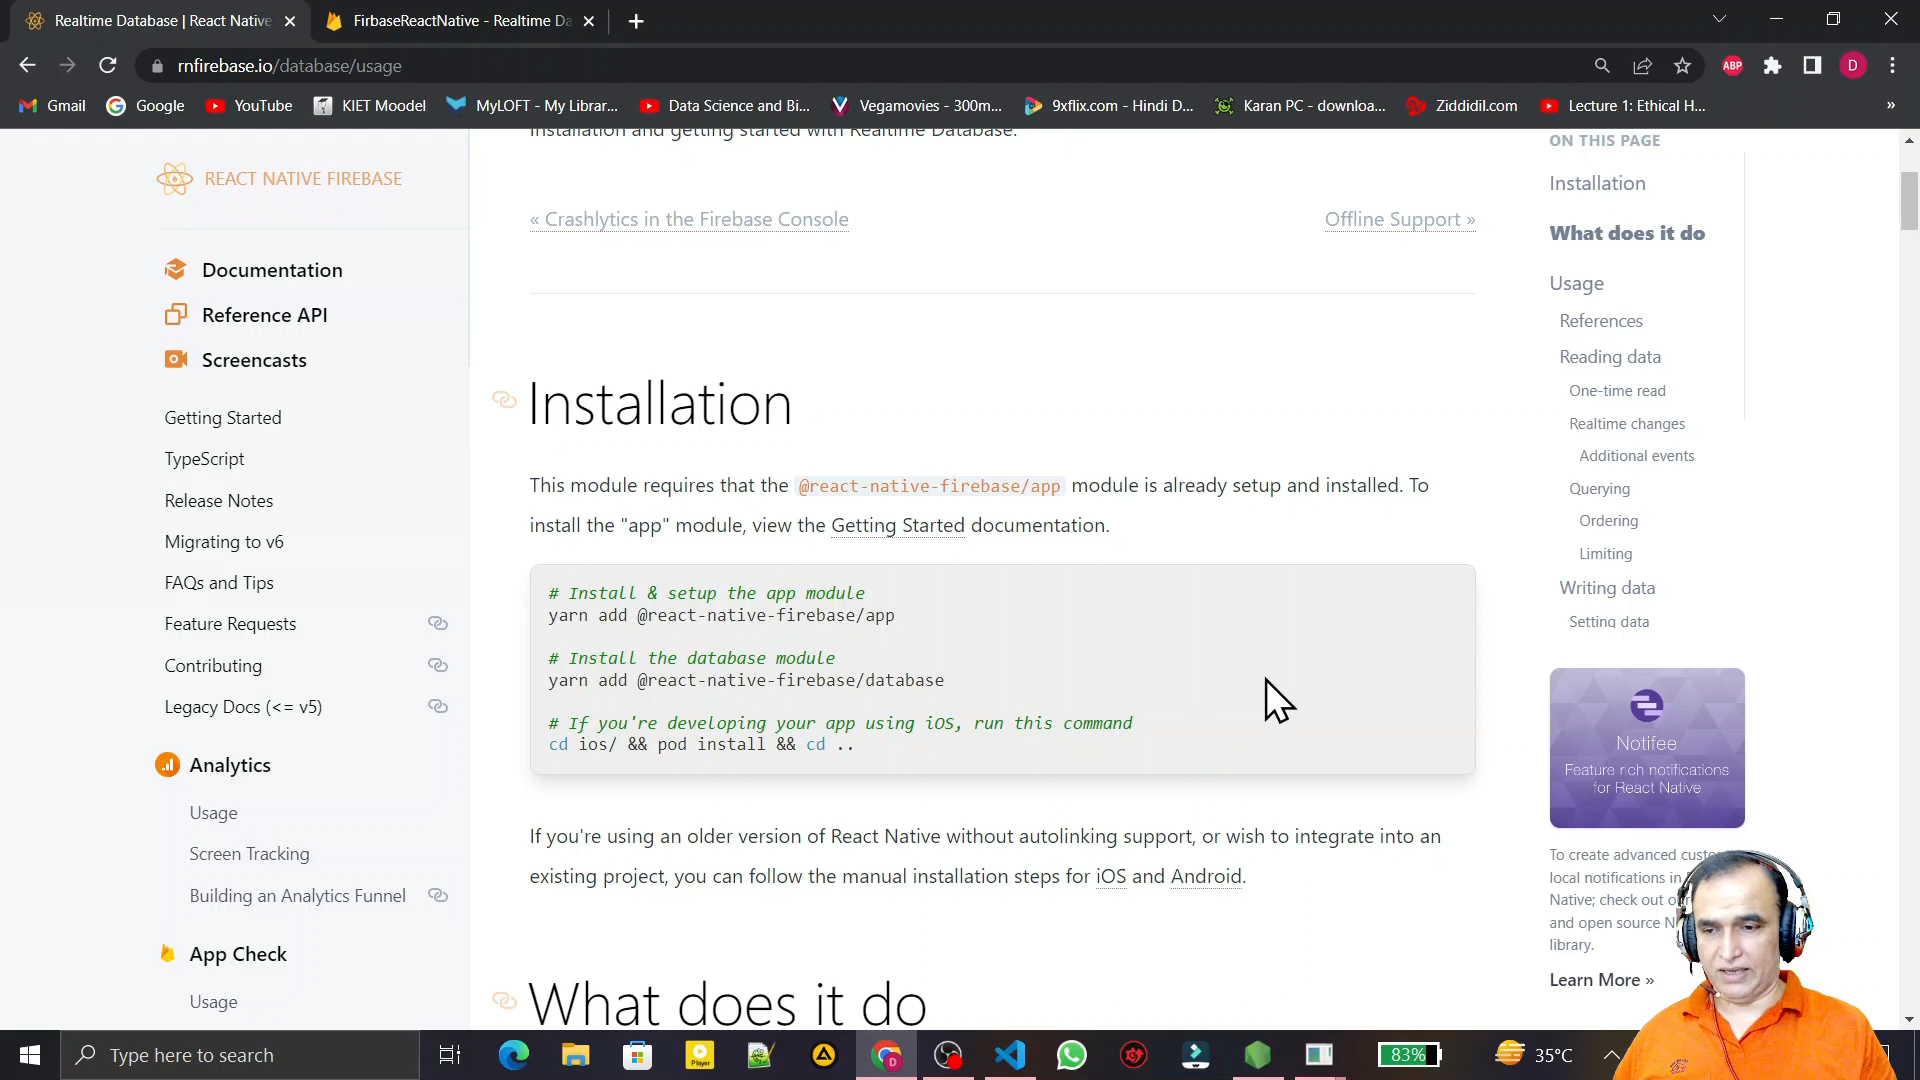 Realtime Database | React Native
FirbaseReactNative - Realtime Da
rnfirebase.io/database/usage
ABP
D
Gmail
Google
YouTube
KIET Moodel
MyLOFT - My Librar...
Data Science and Bi...
Vegamovies - 300m...
9xflix.com - Hindi D...
Karan PC - downloa...
Ziddidil.com
Lecture 1: Ethical H...
»
REACT NATIVE FIREBASE
Documentation
Reference API
Screencasts
Getting Started
TypeScript
Release Notes
Migrating to v6
FAQs and Tips
Feature Requests
Contributing
Legacy Docs (<= v5)
Analytics
Usage
Screen Tracking
Building an Analytics Funnel
App Check
Usage
Installation and getting started with Realtime Database.
« Crashlytics in the Firebase Console
Offline Support »
Installation
This module requires that the @react-native-firebase/app module is already setup and installed. To
install the "app" module, view the Getting Started documentation.
# Install & setup the app module
yarn add @react-native-firebase/app
# Install the database module
yarn add @react-native-firebase/database
# If you're developing your app using iOS, run this command
cd ios/ && pod install && cd ..
If you're using an older version of React Native without autolinking support, or wish to integrate into an
existing project, you can follow the manual installation steps for iOS and Android.
What does it do
ON THIS PAGE
Installation
What does it do
Usage
References
Reading data
One-time read
Realtime changes
Additional events
Querying
Ordering
Limiting
Writing data
Setting data
Notifee
Feature rich notifications
for React Native
To create advanced
local notifications in
Native; check out
and open source
library.
Learn More »
Type here to search
Player
D
83%
35°C